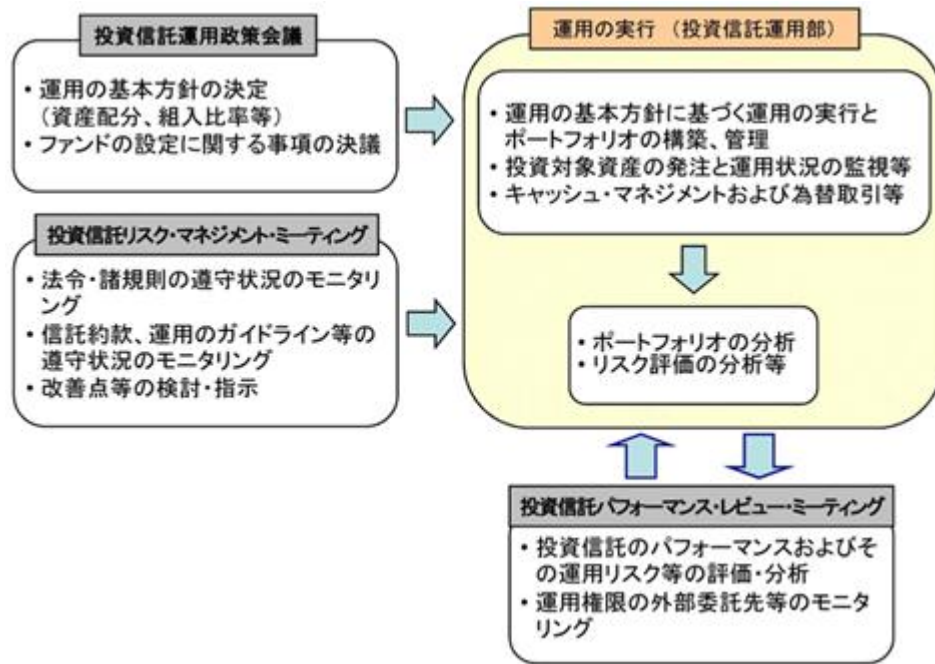 投資信託運用政策会議
・運用の基本方針の決定
（資産配分、組入比率等）
・ファンドの設定に関する事項の決議
投資信託リスク・マネジメント・ミーティング
・法令・諸規則の遵守状況のモニタリ
ング
・信託約款、運用のガイドライン等の
遵守状況のモニタリング
・改善点等の検討・指示
運用の実行 （投資信託運用部）
・運用の基本方針に基づく運用の実行と
ポートフォリオの構築、管理
・投資対象資産の発注と運用状況の監視等
・キャッシュ・マネジメントおよび為替取引等
・ポートフォリオの分析
・リスク評価の分析等
投資信託パフォーマンス・レビュー・ミーティング
・投資信託のパフォーマンスおよびそ
の運用リスク等の評価・分析
・運用権限の外部委託先等のモニタ
リング